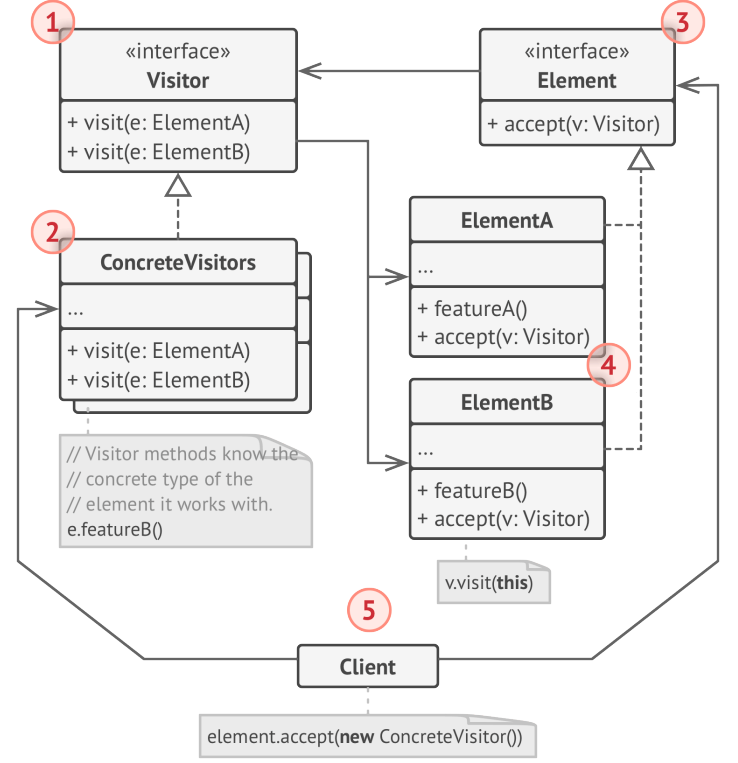 1
«interface»
Visitor
+ visit(e: ElementA)
+ visit(e: ElementB)
3
«interface»
Element
+ accept(v: Visitor)
2
ConcreteVisitors
...
+ visit(e: ElementA)
+ visit(e: ElementB)
// Visitor methods know the
// concrete type of the
// element it works with.
e.featureB()
ElementA
...
+ featureA()
+ accept(v: Visitor)
4
ElementB
...
+ featureB()
+ accept(v: Visitor)
v.visit(this)
5
Client
element.accept(new ConcreteVisitor())